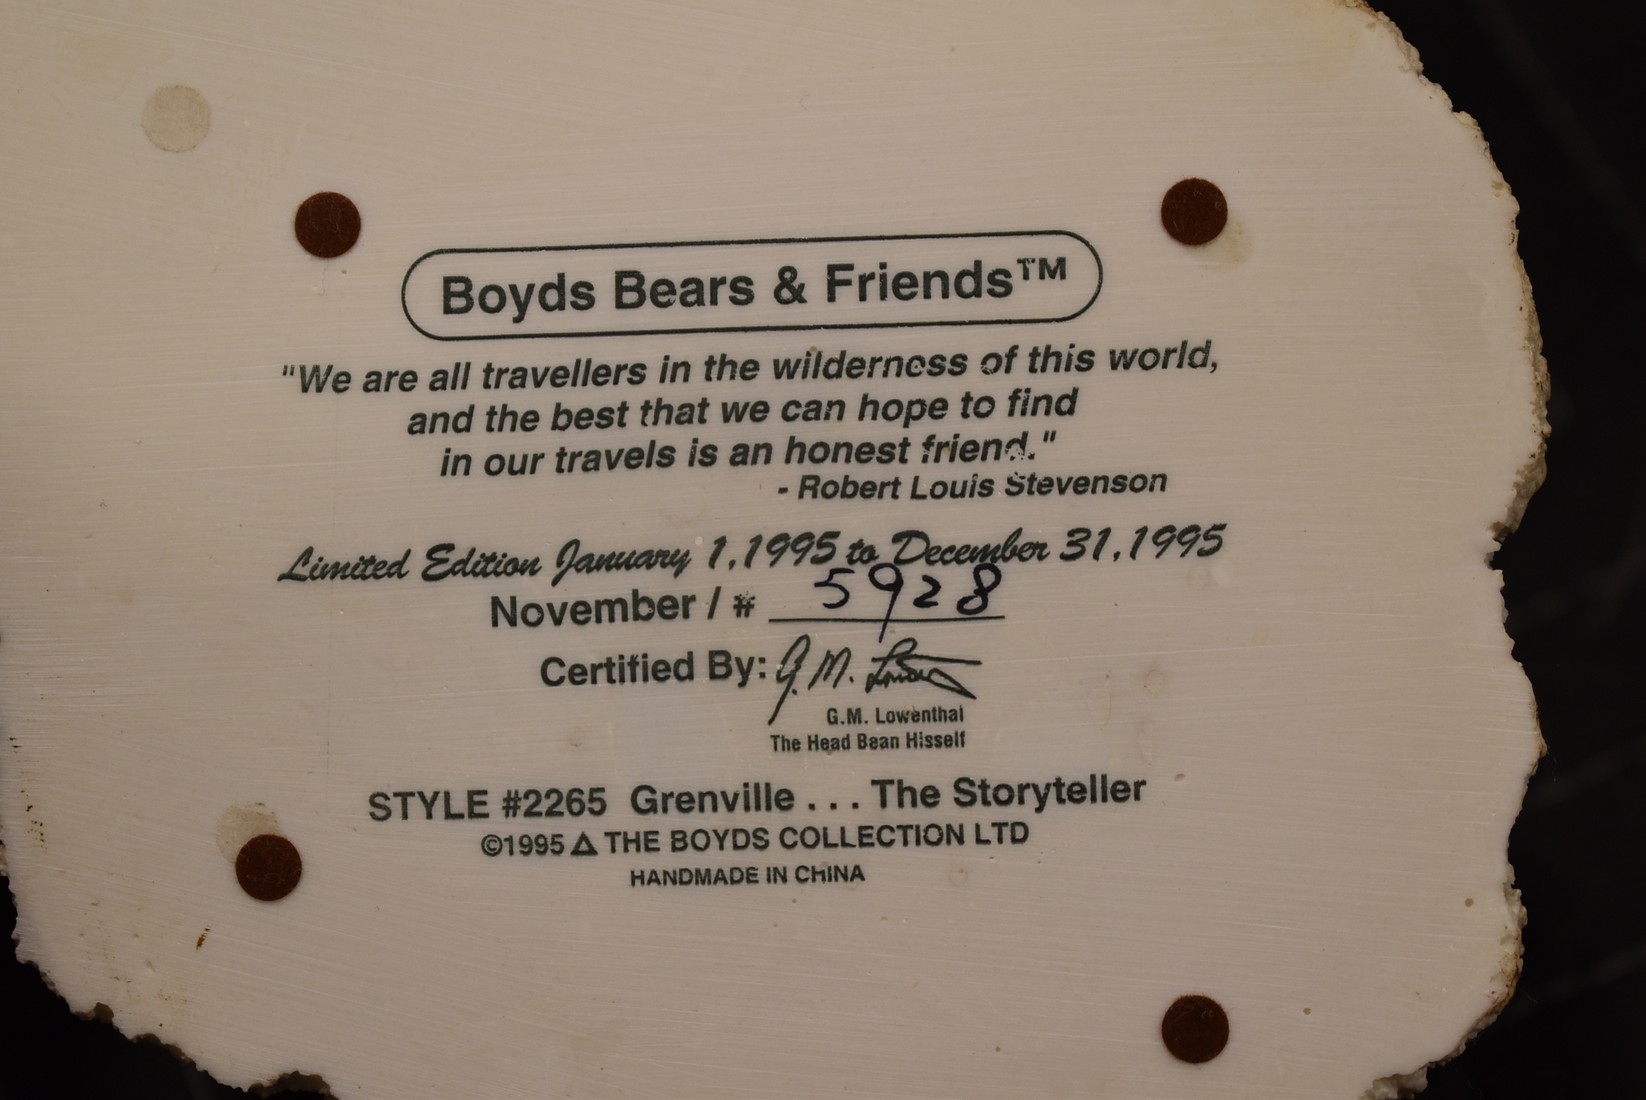 Boyds Bears & Friends™
"We are all travellers in the wilderness of this world,
and the best that we can hope to find
in our travels is an honest friend."
- Robert Louis Stevenson
Limited Edition January 1, 1995 to December 31, 1995
November / # 5928
Certified By: G.M. Lowenthal
G.M. Lowenthal
The Head Bean Hisself
STYLE #2265 Grenville . . . The Storyteller
©1995 △ THE BOYDS COLLECTION LTD
HANDMADE IN CHINA